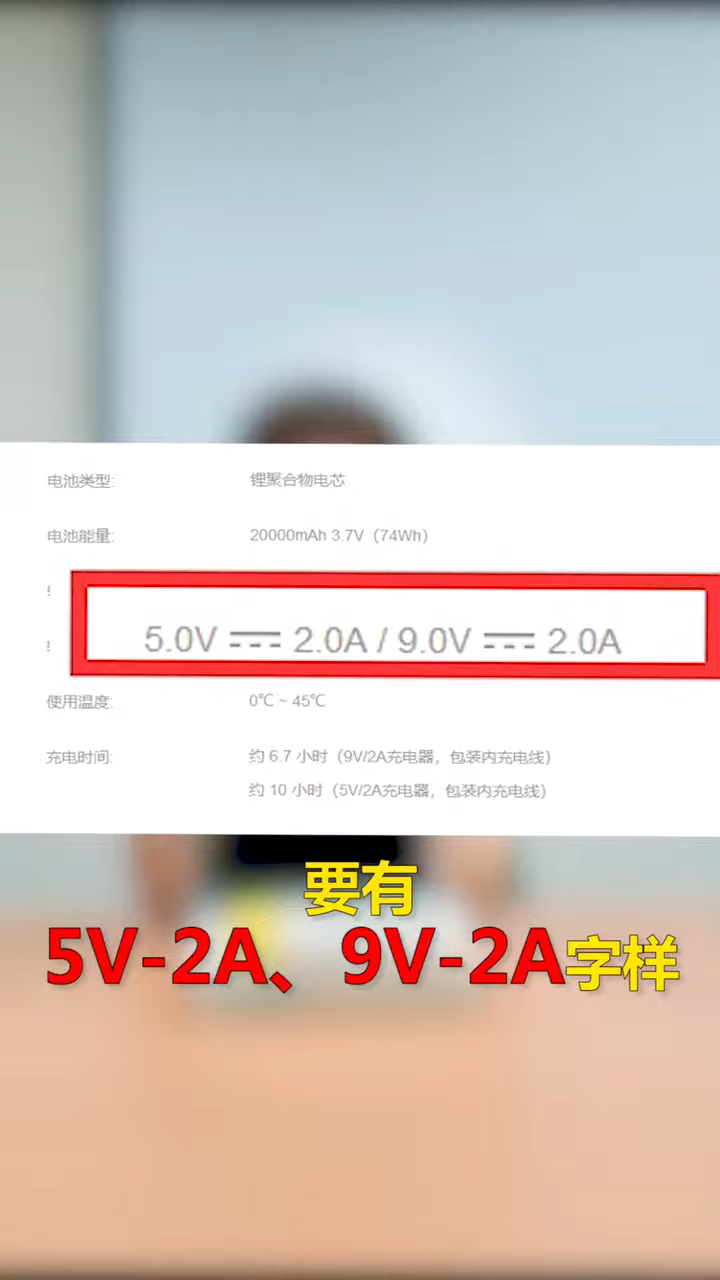 电池类型: 锂聚合物电芯
电池能量: 20000mAh 3.7V（74Wh）
5.0V ⎓ 2.0A / 9.0V ⎓ 2.0A
使用温度: 0℃ ~ 45℃
充电时间: 约 6.7 小时（9V/2A充电器，包装内充电线）
约 10 小时（5V/2A充电器，包装内充电线）
要有
5V-2A、9V-2A字样